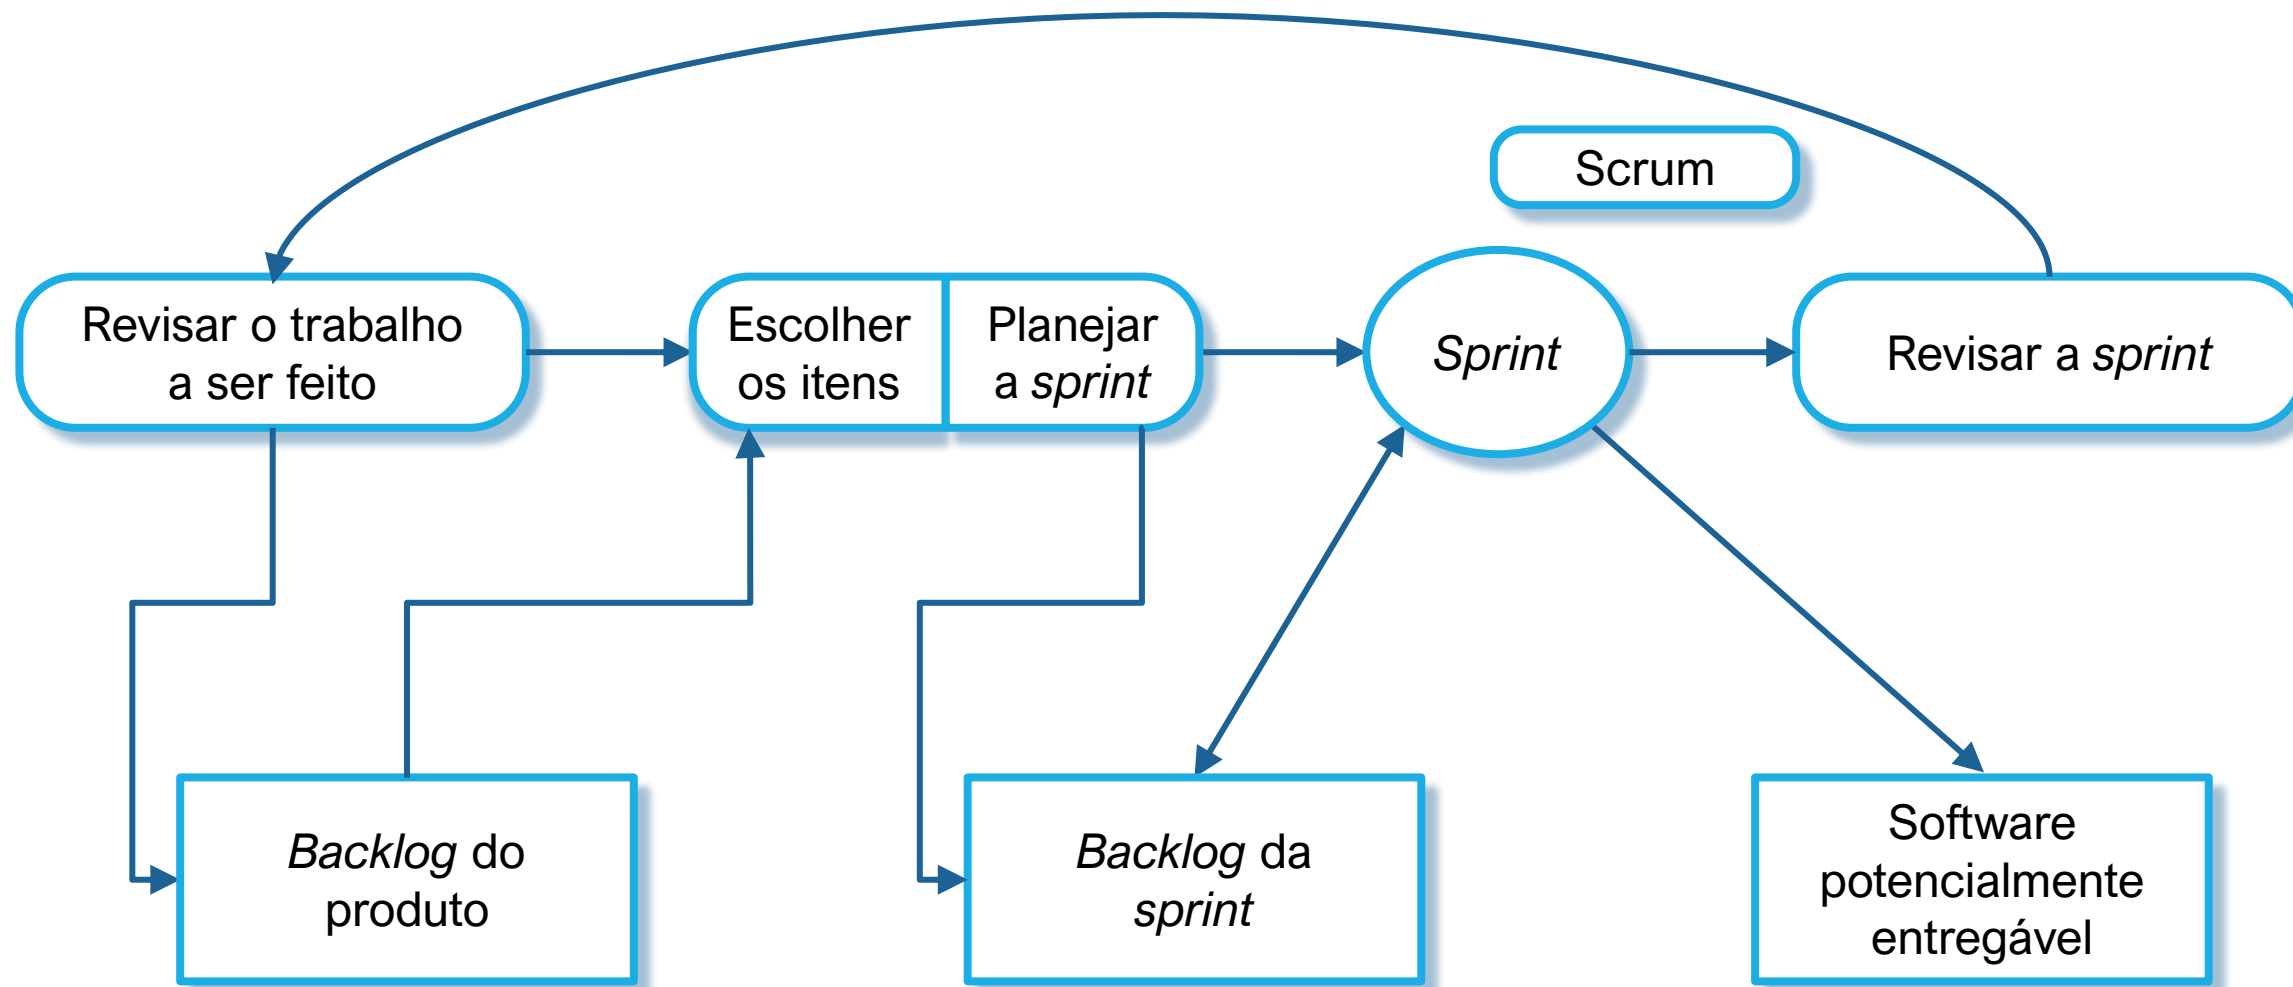 Scrum
Revisar o trabalho
a ser feito
Escolher
os itens
Planejar
a sprint
Sprint
Revisar a sprint
Backlog do
produto
Backlog da
sprint
Software
potencialmente
entregável